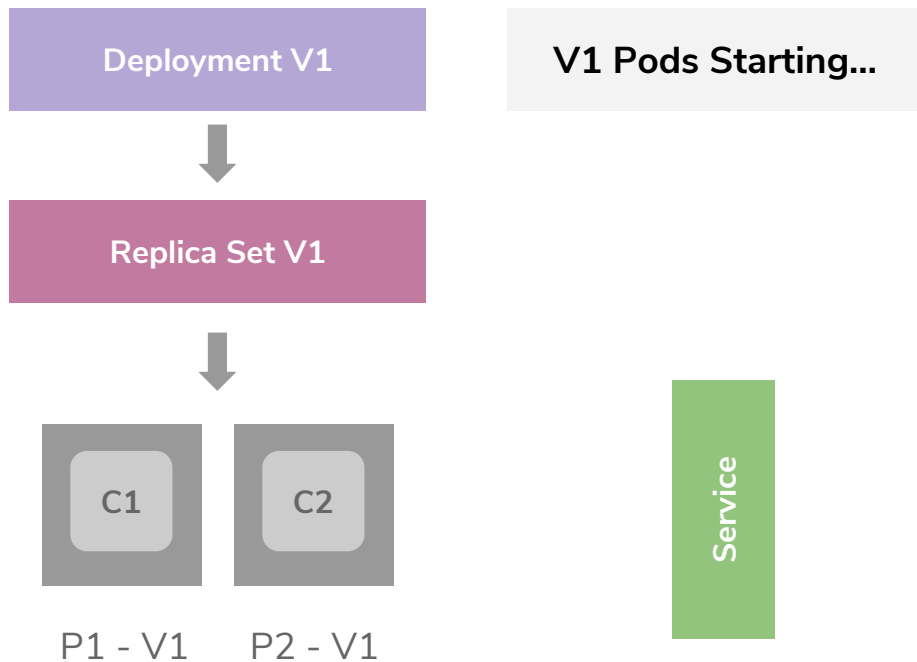 Deployment V1
V1 Pods Starting...
Replica Set V1
C1
C2
Service
P1 - V1
P2 - V1